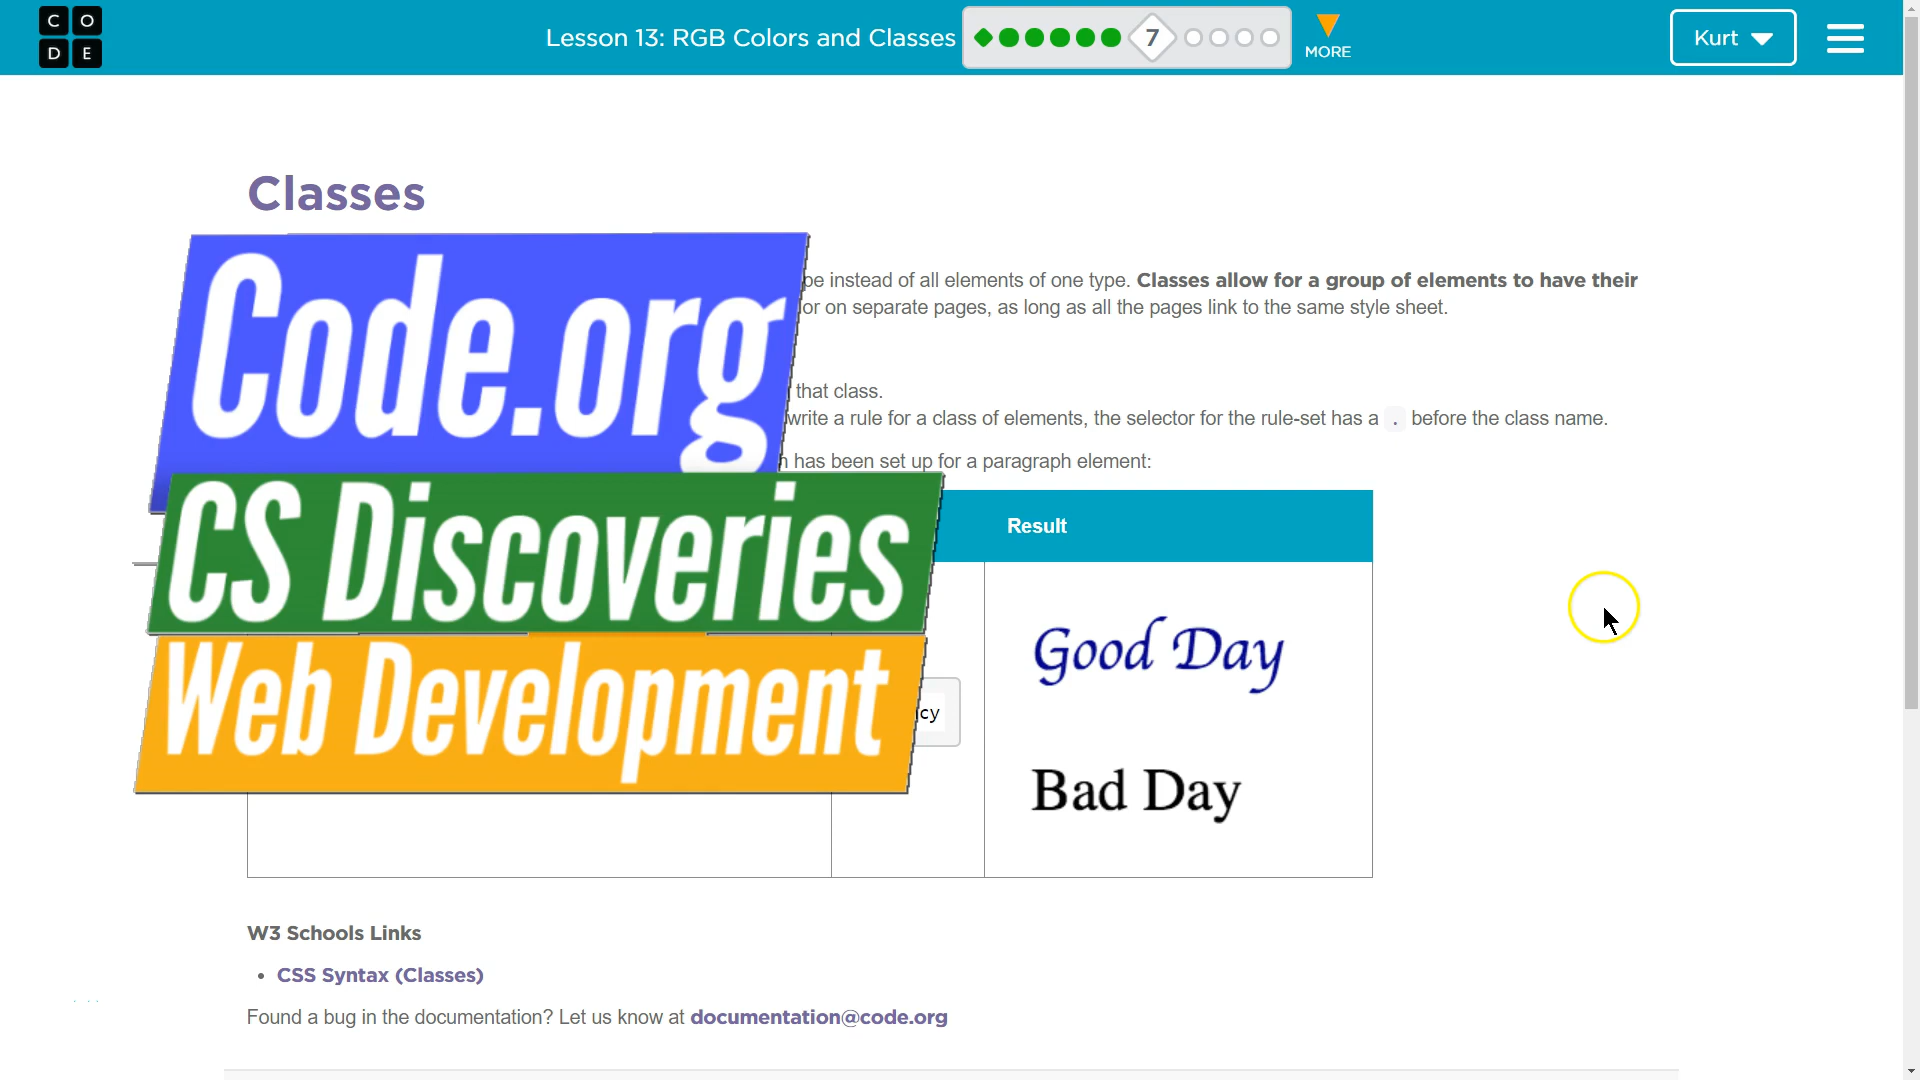 C O
D E
Lesson 13: RGB Colors and Classes
7
MORE
Kurt
Classes
Code.org
CS Discoveries
Web Development
instead of all elements of one type. Classes allow for a group of elements to have their
or on separate pages, as long as all the pages link to the same style sheet.
that class.
write a rule for a class of elements, the selector for the rule-set has a . before the class name.
has been set up for a paragraph element:
Result
Good Day
Bad Day
W3 Schools Links
• CSS Syntax (Classes)
Found a bug in the documentation? Let us know at documentation@code.org